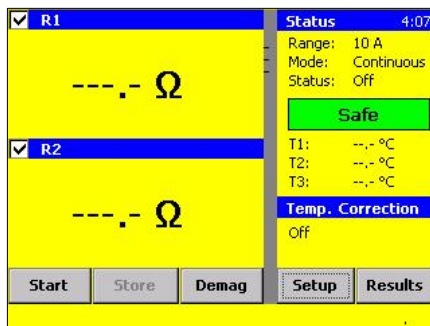 R1
---.- Ω
R2
---.- Ω
Status 4:07
Range: 10 A
Mode: Continuous
Status: Off
Safe
T1: --.- °C
T2: --.- °C
T3: --.- °C
Temp. Correction
Off
Start Store Demag Setup Results